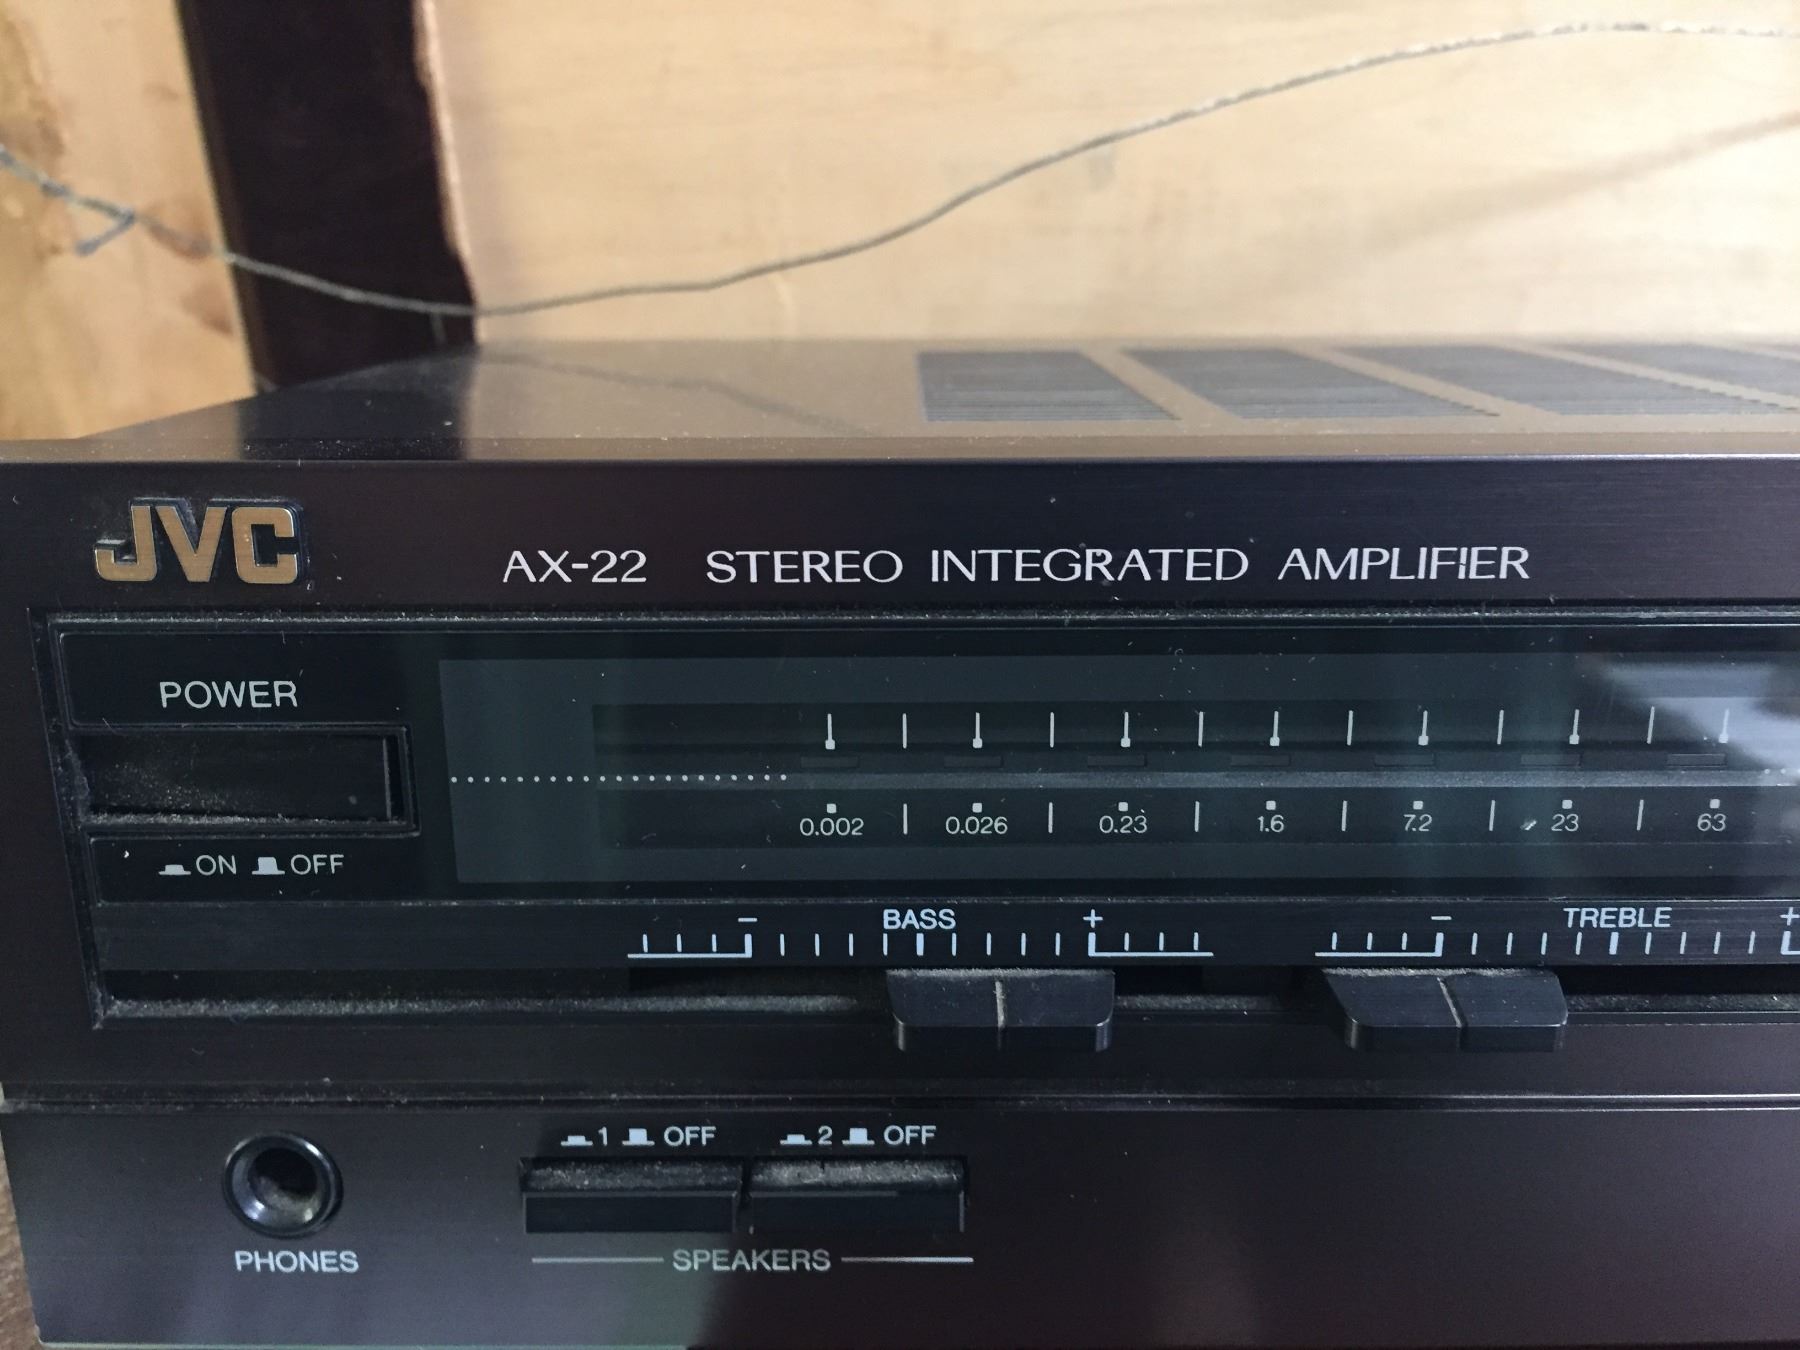 JVC
AX-22 STEREO INTEGRATED AMPLIFIER
POWER
0.002 0.026 0.23 1.6 7.2 23 63
ON OFF
- BASS + - TREBLE +
1 OFF 2 OFF
PHONES SPEAKERS